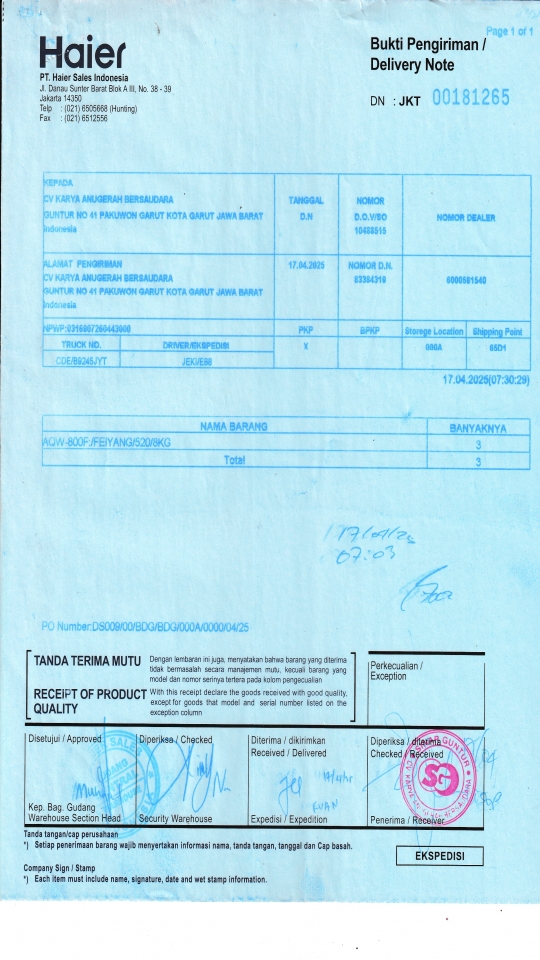 Page 1 of 1
Haier
Bukti Pengiriman /
Delivery Note
PT. Haier Sales Indonesia
Jl. Danau Sunter Barat Blok A III, No. 38 - 39
Jakarta 14350
Telp : (021) 6505668 (Hunting)
Fax : (021) 6512556
DN : JKT 00181265
KEPADA
CV KARYA ANUGERAH BERSAUDARA
GUNTUR NO 41 PAKUWON GARUT KOTA GARUT JAWA BARAT
Indonesia
TANGGAL
D.N
NOMOR
D.O.V/SO
NOMOR DEALER
ALAMAT PENGIRIMAN
CV KARYA ANUGERAH BERSAUDARA
GUNTUR NO 41 PAKUWON GARUT KOTA GARUT JAWA BARAT
Indonesia
17.04.2025
NOMOR D.N.
PKP BPKP Storege Location Shipping Point
TRUCK NO. DRIVER/EKSPEDISI X 000A
17.04.2025(07:30:29)
NAMA BARANG BANYAKNYA
AQW-800F:/FEIYANG/520/8KG 3
Total 3
07:03
PO Number:DS009/00/BDG/BDG/000A/0000/04/25
TANDA TERIMA MUTU
Dengan lembaran ini juga, menyatakan bahwa barang yang diterima
tidak bermasalah secara manajemen mutu, kecuali barang yang
model dan nomor serinya tertera pada kolom pengecualian
RECEIPT OF PRODUCT
QUALITY
With this receipt declare the goods received with good quality,
except for goods that model and serial number listed on the
exception column
Perkecualian /
Exception
Disetujui / Approved
Diperiksa / Checked
Diterima / dikirimkan
Received / Delivered
Diperiksa / diterima
Checked / Received
Kep. Bag. Gudang
Warehouse Section Head
Security Warehouse
Expedisi / Expedition
Penerima / Receiver
Tanda tangan/cap perusahaan
*) Setiap penerimaan barang wajib menyertakan informasi nama, tanda tangan, tanggal dan Cap basah.
EKSPEDISI
Company Sign / Stamp
*) Each item must include name, signature, date and wet stamp information.